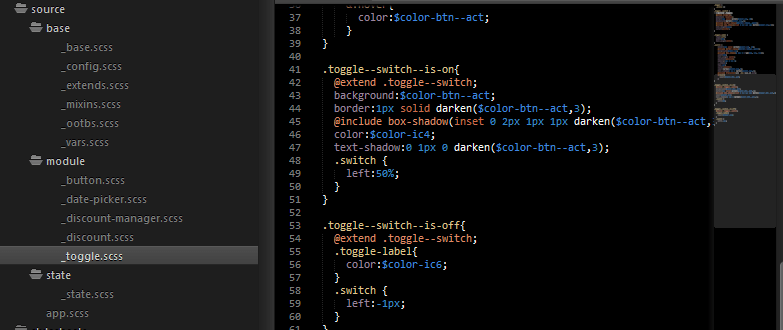 source
base
_base.scss
_config.scss
_extends.scss
_mixins.scss
_ootbs.scss
_vars.scss
module
_button.scss
_date-picker.scss
_discount-manager.scss
_discount.scss
_toggle.scss
state
_state.scss
app.scss
37 color:$color-btn--act;
38 }
39 }
40
41 .toggle--switch--is-on{
42 @extend .toggle--switch;
43 background:$color-btn--act;
44 border:1px solid darken($color-btn--act,3);
45 @include box-shadow(inset 0 2px 1px 1px darken($color-btn--act,
46 color:$color-ic4;
47 text-shadow:0 1px 0 darken($color-btn--act,3);
48 .switch {
49 left:50%;
50 }
51 }
52
53 .toggle--switch--is-off{
54 @extend .toggle--switch;
55 .toggle-label{
56 color:$color-ic6;
57 }
58 .switch {
59 left:-1px;
60 }
61 }